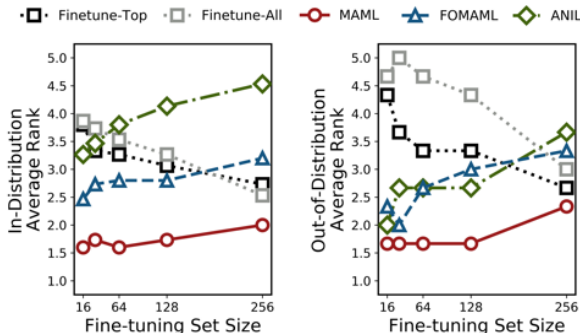 Finetune-Top Finetune-All MAML FOMAML ANIL
In-Distribution
Average Rank
5.0
4.5
4.0
3.5
3.0
2.5
2.0
1.5
1.0
16 64 128 256
Fine-tuning Set Size
Out-of-Distribution
Average Rank
5.0
4.5
4.0
3.5
3.0
2.5
2.0
1.5
1.0
16 64 128 256
Fine-tuning Set Size